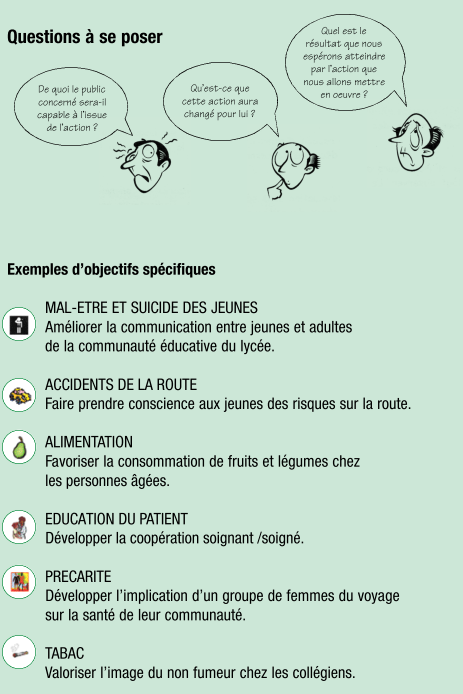 Questions à se poser
De quoi le public
concerné sera-il
capable à l'issue
de l'action ?
Qu'est-ce que
cette action aura
changé pour lui ?
Quel est le
résultat que nous
espérons atteindre
par l'action que
nous allons mettre
en oeuvre ?
Exemples d'objectifs spécifiques
MAL-ETRE ET SUICIDE DES JEUNES
Améliorer la communication entre jeunes et adultes
de la communauté éducative du lycée.
ACCIDENTS DE LA ROUTE
Faire prendre conscience aux jeunes des risques sur la route.
ALIMENTATION
Favoriser la consommation de fruits et légumes chez
les personnes âgées.
EDUCATION DU PATIENT
Développer la coopération soignant /soigné.
PRECARITE
Développer l'implication d'un groupe de femmes du voyage
sur la santé de leur communauté.
TABAC
Valoriser l'image du non fumeur chez les collégiens.